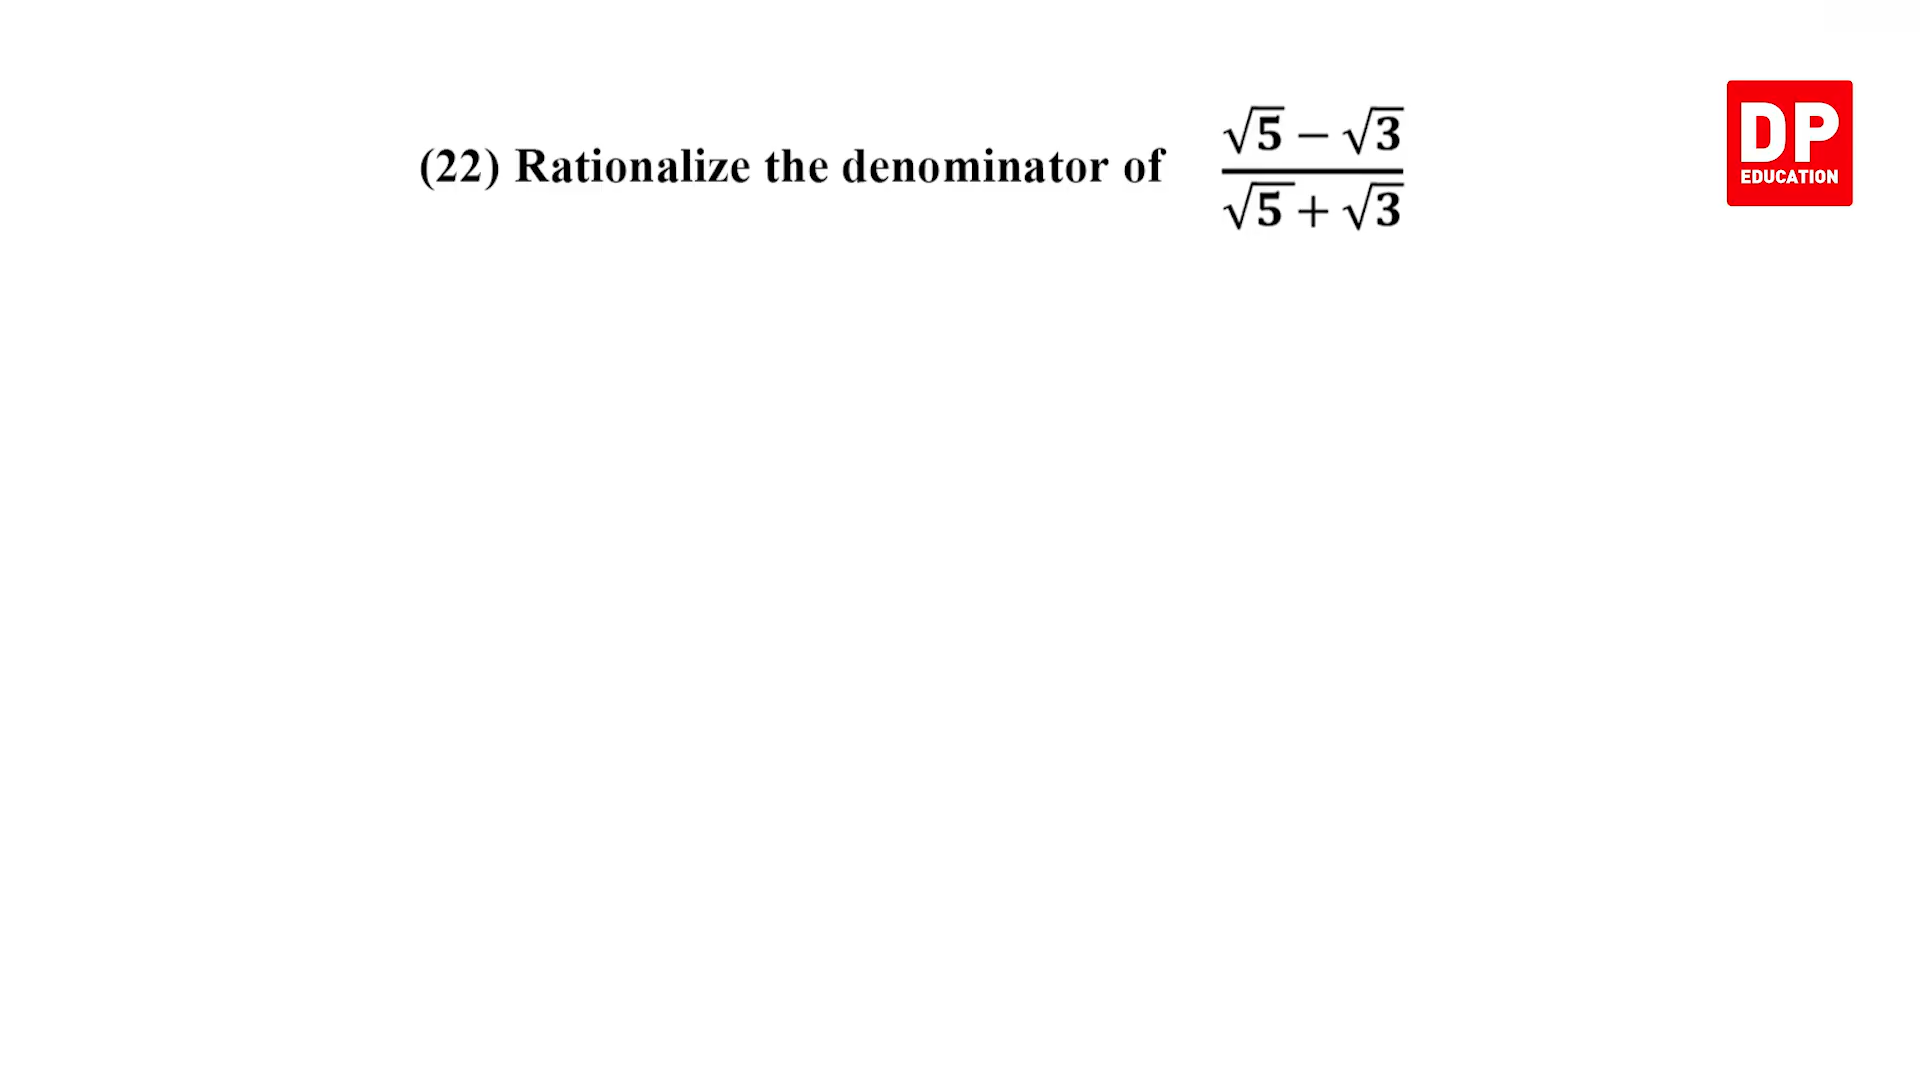 (22) Rationalize the denominator of (√5 − √3)/(√5 + √3)
DP
EDUCATION